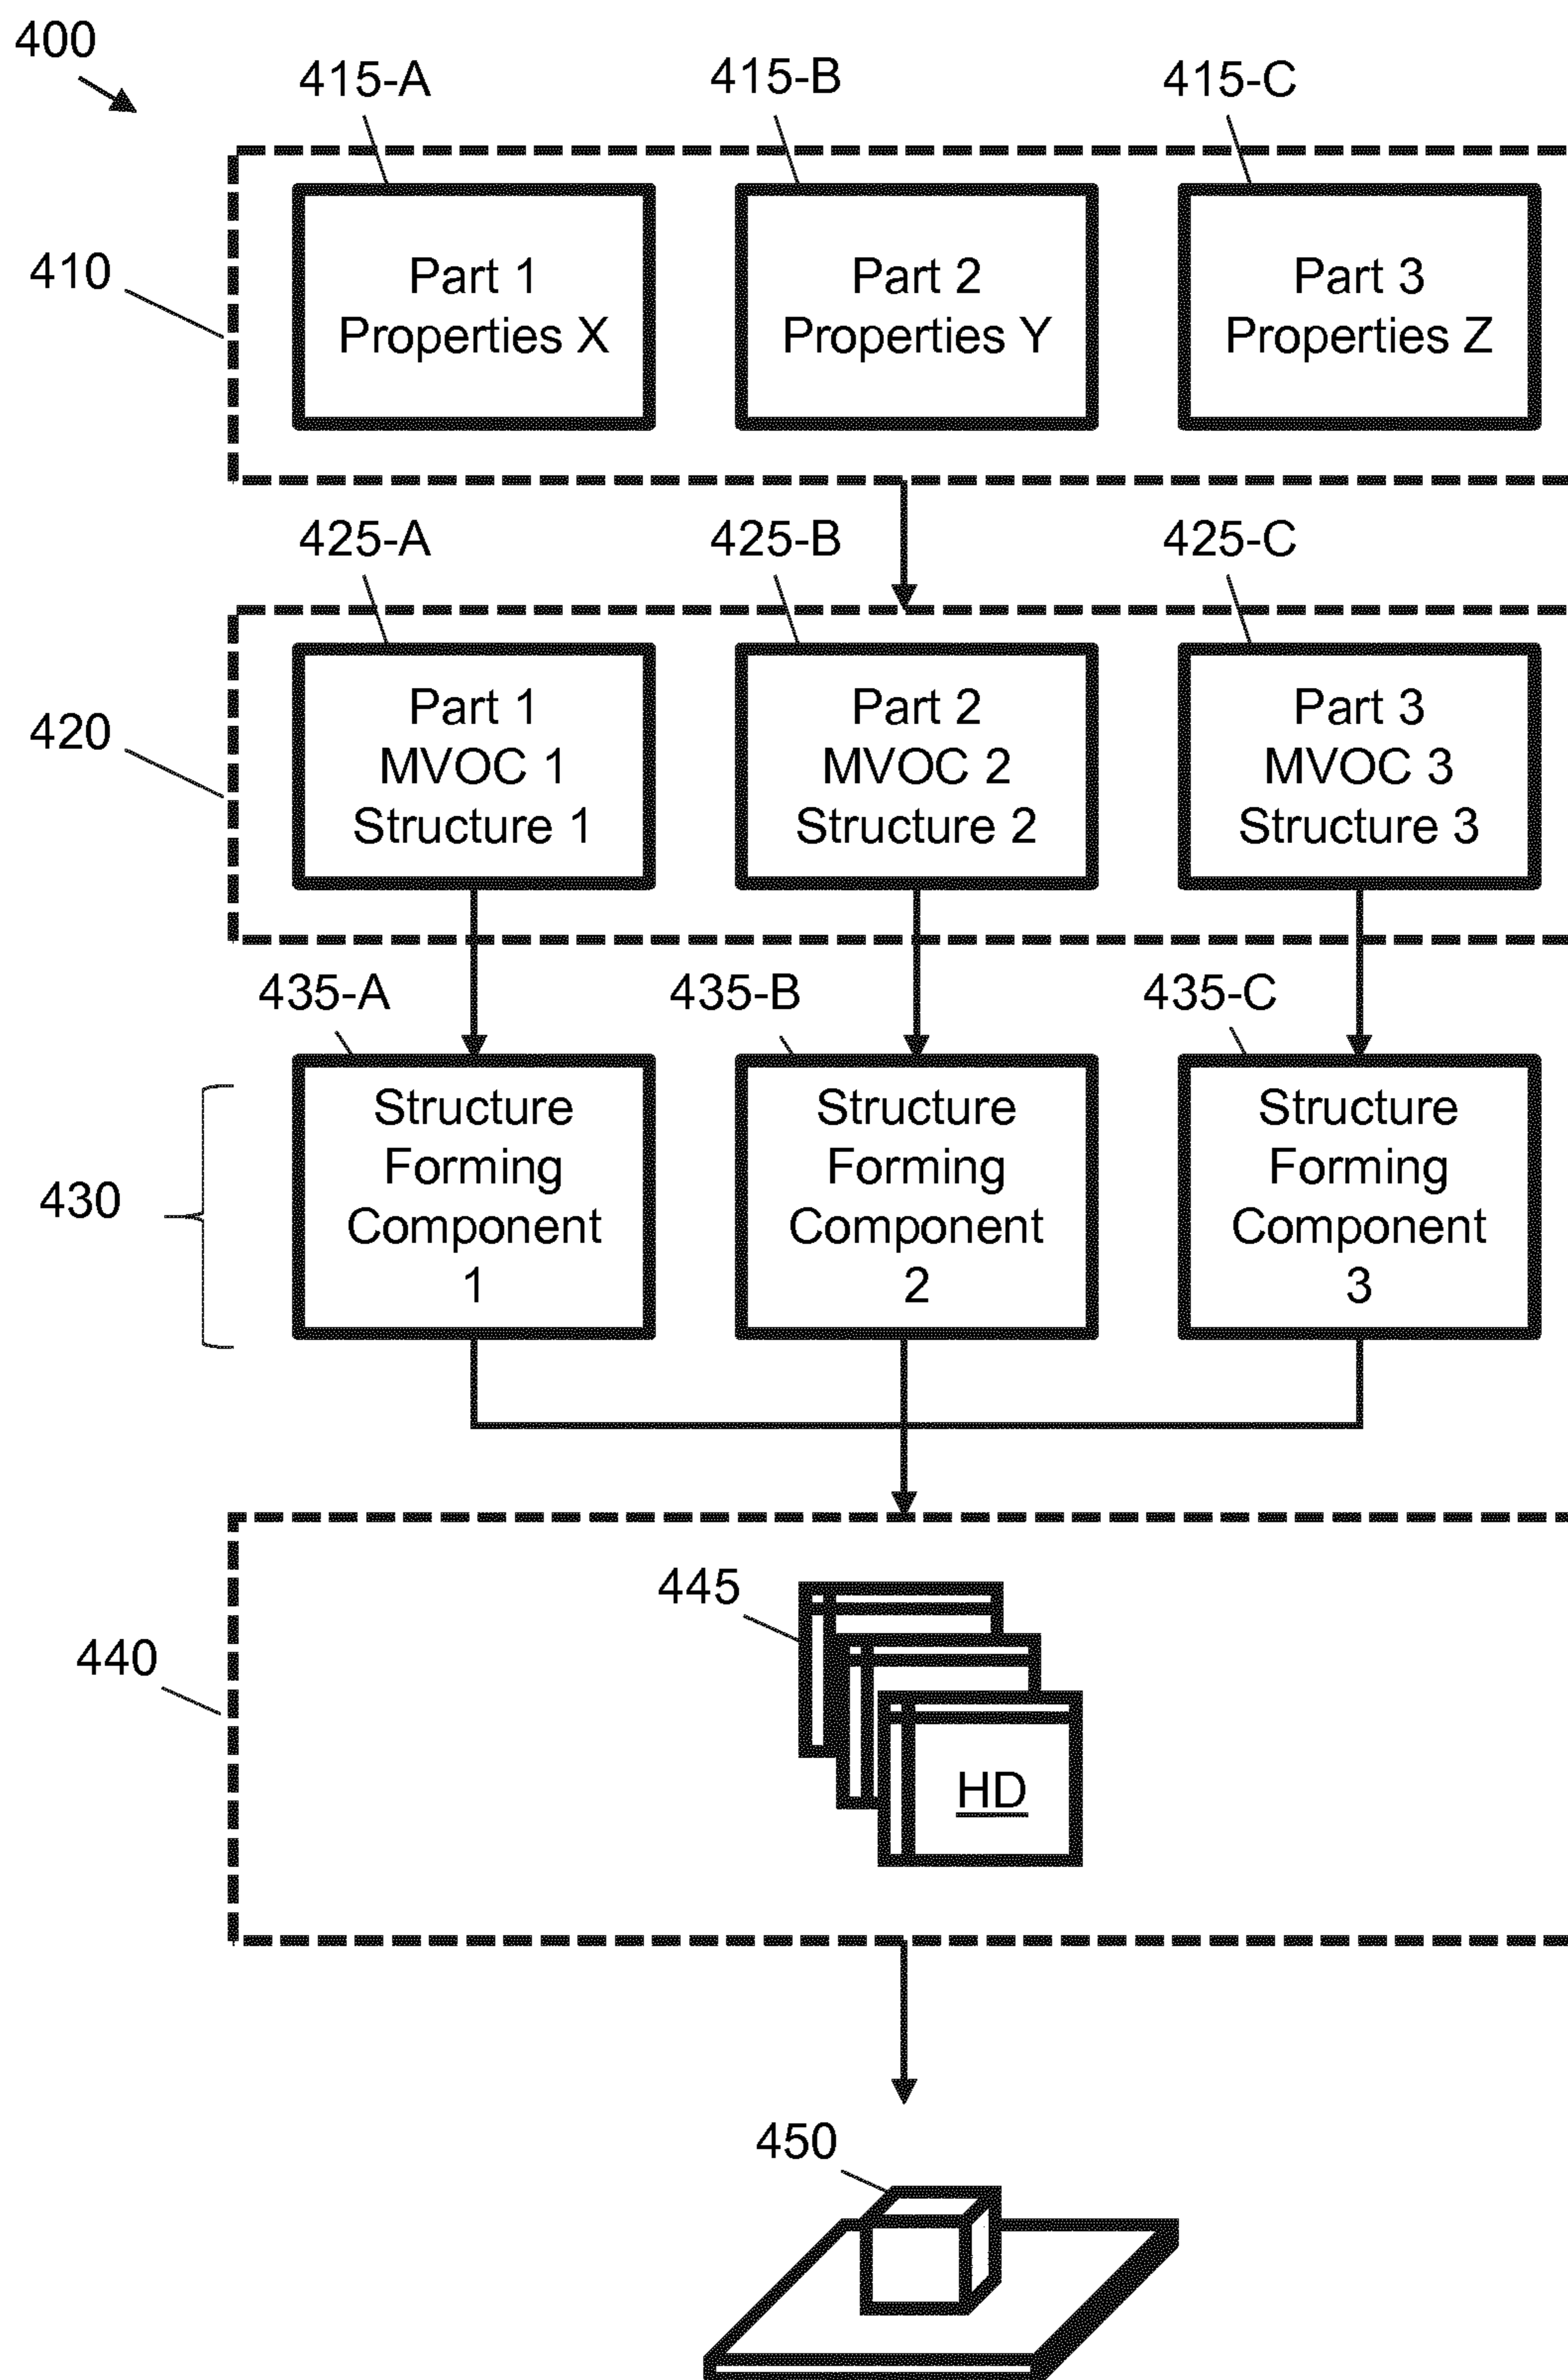 400
415-A 415-B 415-C
410
Part 1
Properties X
Part 2
Properties Y
Part 3
Properties Z
425-A 425-B 425-C
420
Part 1
MVOC 1
Structure 1
Part 2
MVOC 2
Structure 2
Part 3
MVOC 3
Structure 3
435-A 435-B 435-C
430
Structure
Forming
Component
1
Structure
Forming
Component
2
Structure
Forming
Component
3
445
440
HD
450